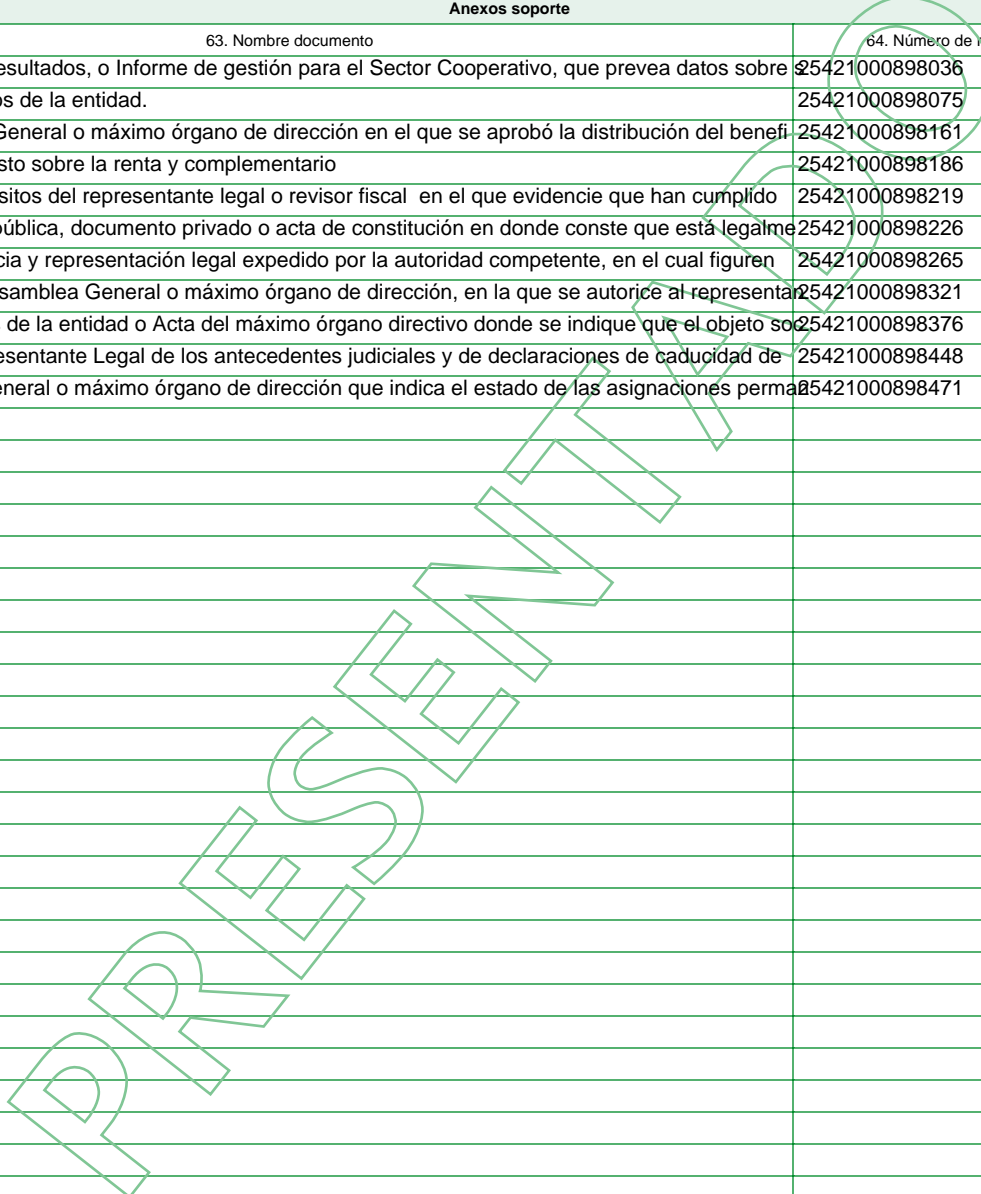 Anexos soporte
63. Nombre documento 64. Número de
esultados, o Informe de gestión para el Sector Cooperativo, que prevea datos sobre s 25421000898036
os de la entidad. 25421000898075
General o máximo órgano de dirección en el que se aprobó la distribución del benefi 25421000898161
sto sobre la renta y complementario 25421000898186
sitos del representante legal o revisor fiscal en el que evidencie que han cumplido 25421000898219
pública, documento privado o acta de constitución en donde conste que está legalme 25421000898226
cia y representación legal expedido por la autoridad competente, en el cual figuren 25421000898265
samblea General o máximo órgano de dirección, en la que se autorice al representan 25421000898321
de la entidad o Acta del máximo órgano directivo donde se indique que el objeto soc 25421000898376
esentante Legal de los antecedentes judiciales y de declaraciones de caducidad de 25421000898448
eneral o máximo órgano de dirección que indica el estado de las asignaciones perman 25421000898471
PRESENTADO